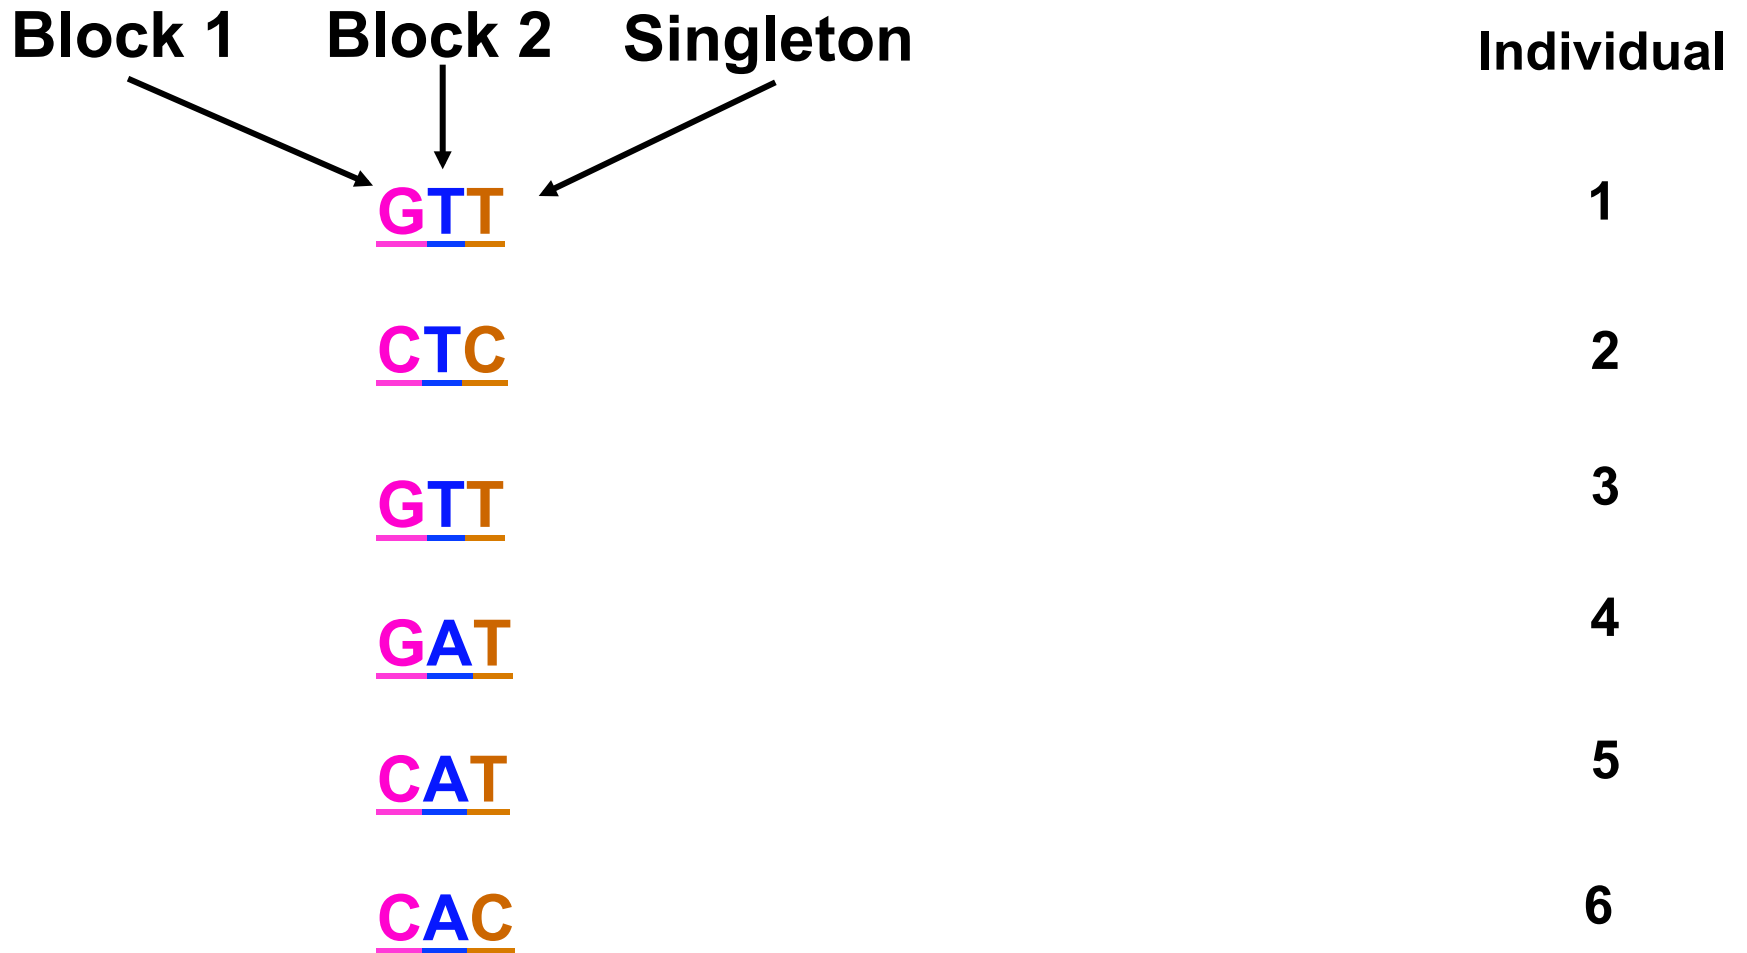 Block 1 Block 2 Singleton Individual
GTT 1
CTC 2
GTT 3
GAT 4
CAT 5
CAC 6